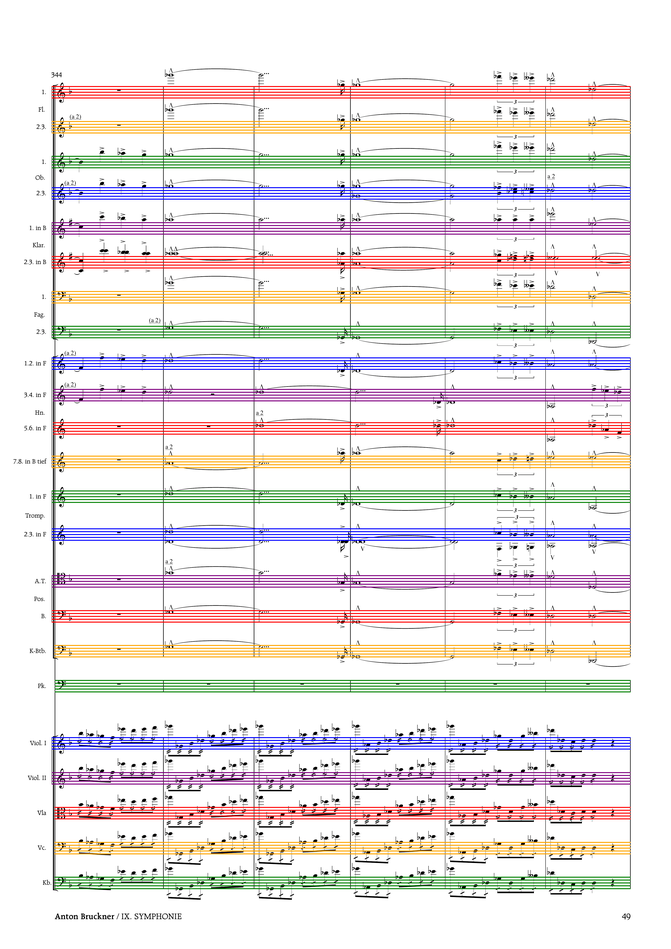 344
1.
Fl.
(a 2)
2.3.
1.
Ob.
(a 2)
a 2
2.3.
1. in B
Klar.
2.3. in B
1.
Fag.
(a 2)
2.3.
(a 2)
1.2. in F
(a 2)
3.4. in F
Hn.
a 2
5.6. in F
a 2
7.8. in B tief
1. in F
Tromp.
2.3. in F
a 2
A.T.
Pos.
B.
K-Btb.
Pk.
Viol. I
Viol. II
Vla
Vc.
Kb.
Anton Bruckner / IX. SYMPHONIE
49